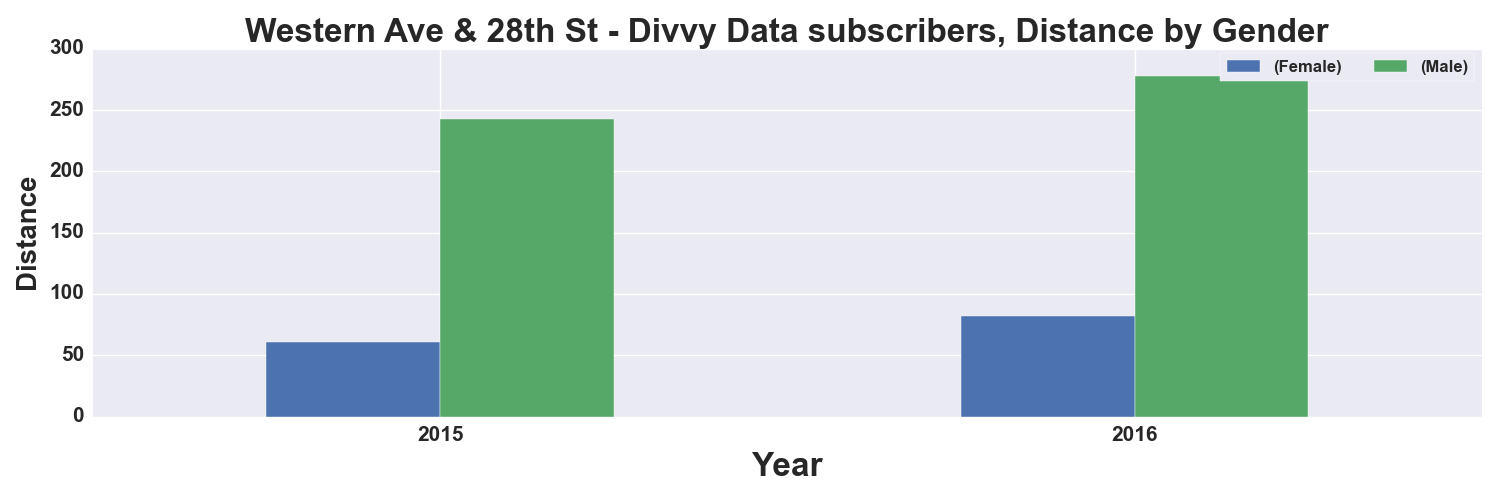 Western Ave & 28th St - Divvy Data subscribers, Distance by Gender
300
250
200
150
100
50
0
Distance
(Female) (Male)
2015 2016
Year